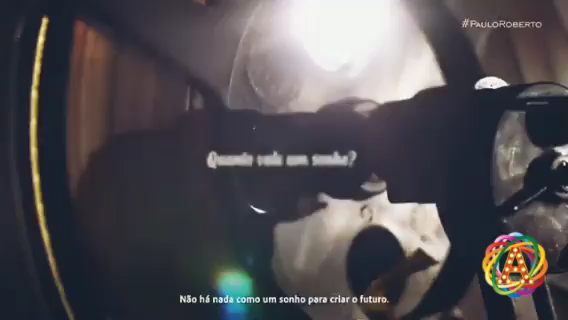 #PAULOROBERTO
Quanto vale um sonho?
Não há nada como um sonho para criar o futuro.
A